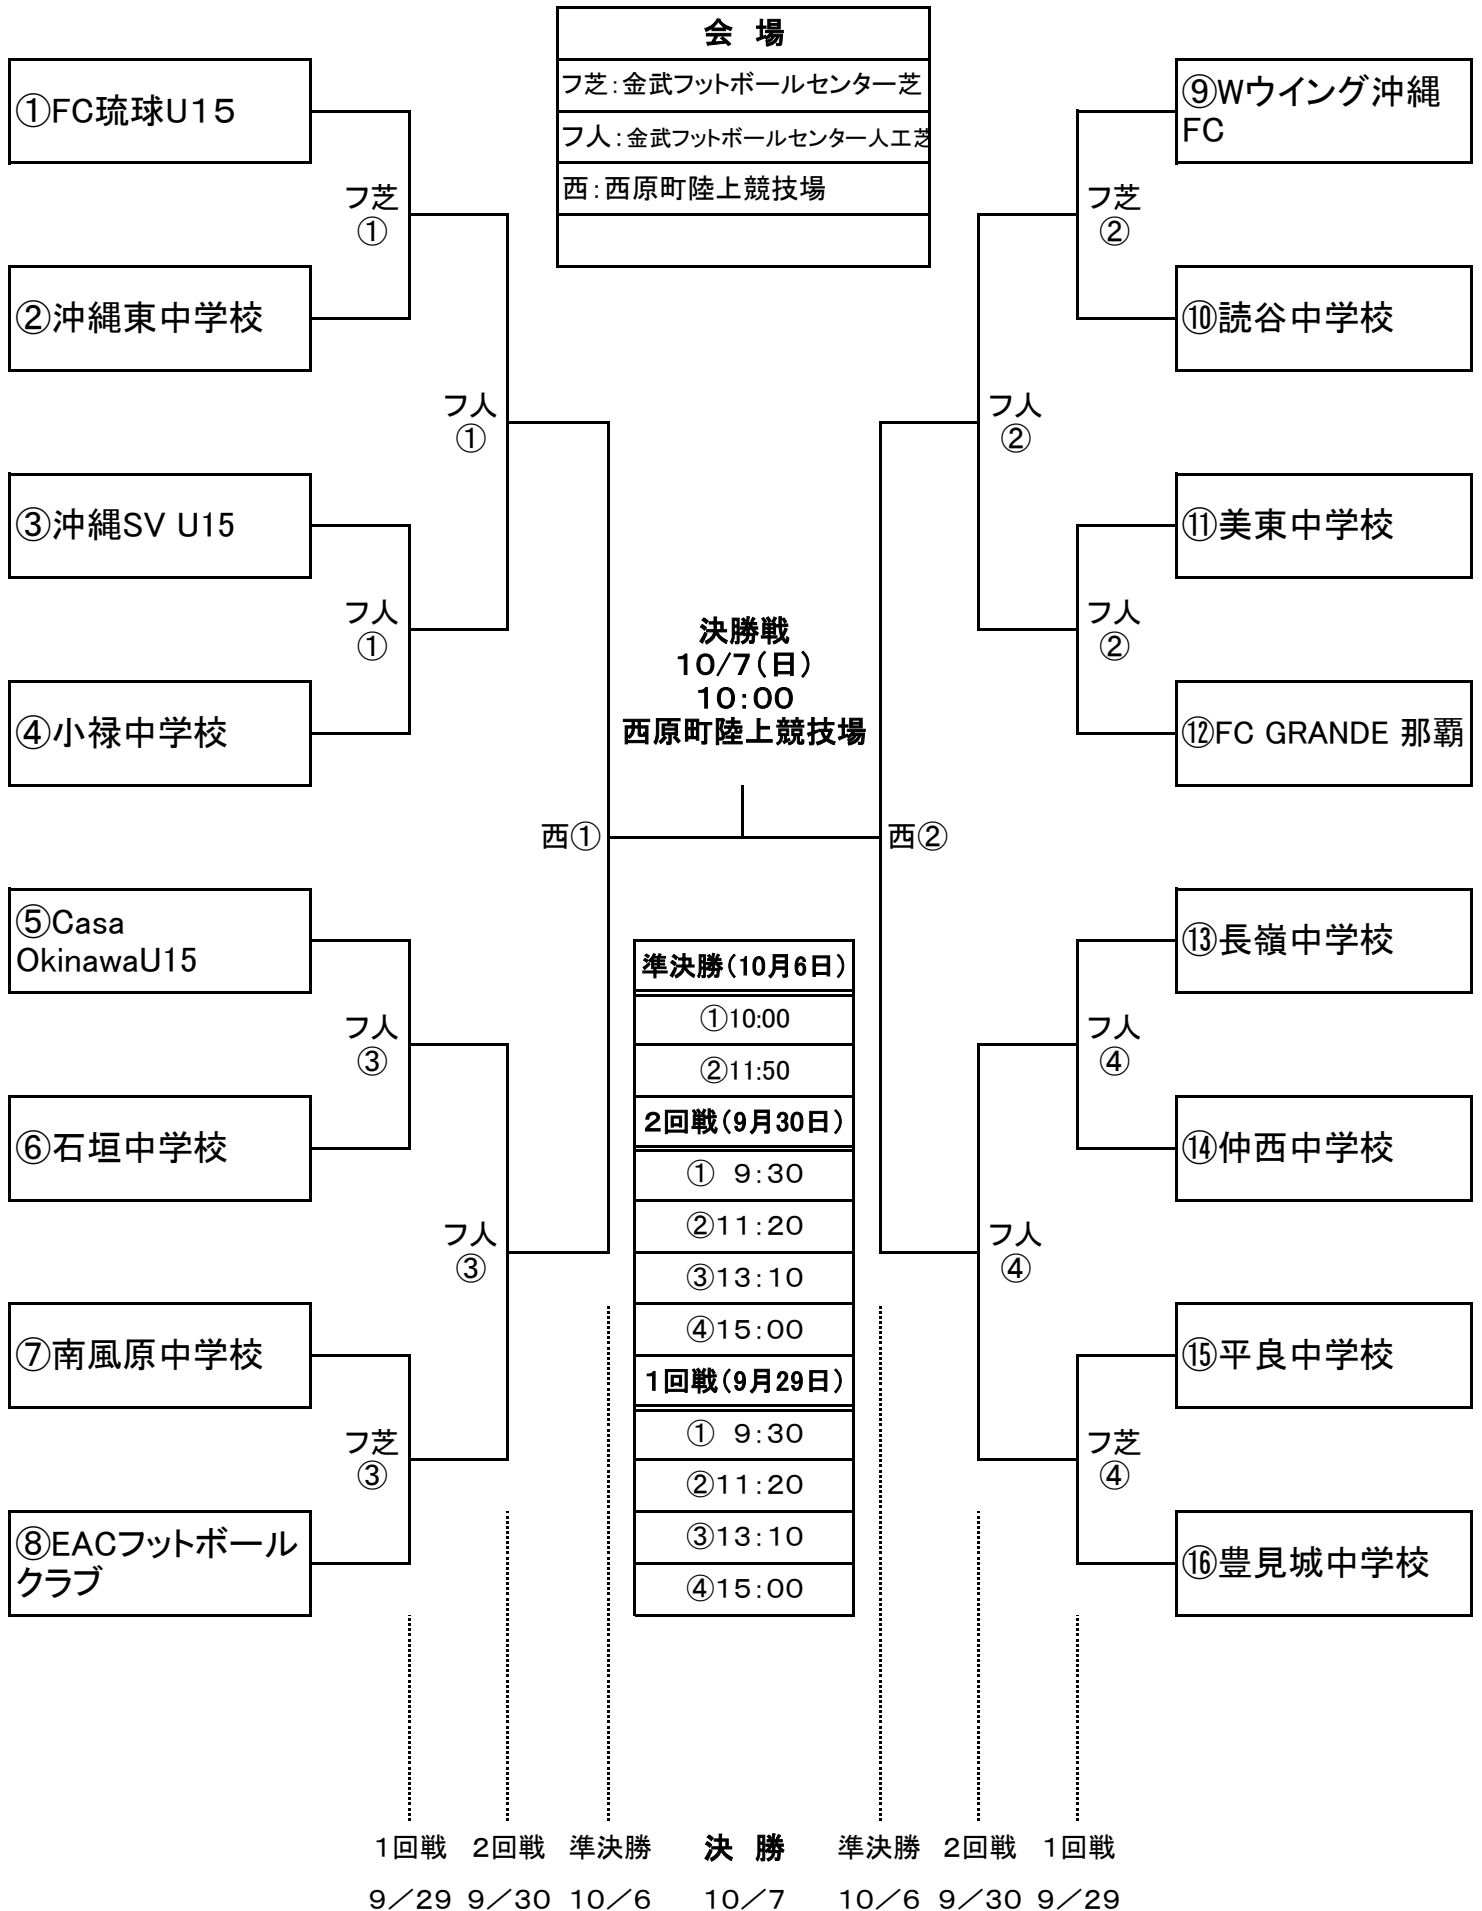 会 場
フ芝：金武フットボールセンター芝
フ人：金武フットボールセンター人工芝
西：西原町陸上競技場
①FC琉球U15
フ芝
①
②沖縄東中学校
フ人
①
③沖縄SV U15
フ人
①
④小禄中学校
西①
⑤Casa
OkinawaU15
フ人
③
⑥石垣中学校
フ人
③
⑦南風原中学校
フ芝
③
⑧EACフットボール
クラブ
決勝戦
10/7（日）
10：00
西原町陸上競技場
準決勝（10月6日）
①10:00
②11:50
2回戦（9月30日）
① 9：30
②11：20
③13：10
④15：00
1回戦（9月29日）
① 9：30
②11：20
③13：10
④15：00
⑨Wウイング沖縄
FC
フ芝
②
⑩読谷中学校
フ人
②
⑪美東中学校
フ人
②
⑫FC GRANDE 那覇
西②
⑬長嶺中学校
フ人
④
⑭仲西中学校
フ人
④
⑮平良中学校
フ芝
④
⑯豊見城中学校
1回戦 2回戦 準決勝 決 勝 準決勝 2回戦 1回戦
9／29 9／30 10／6 10／7 10／6 9／30 9／29